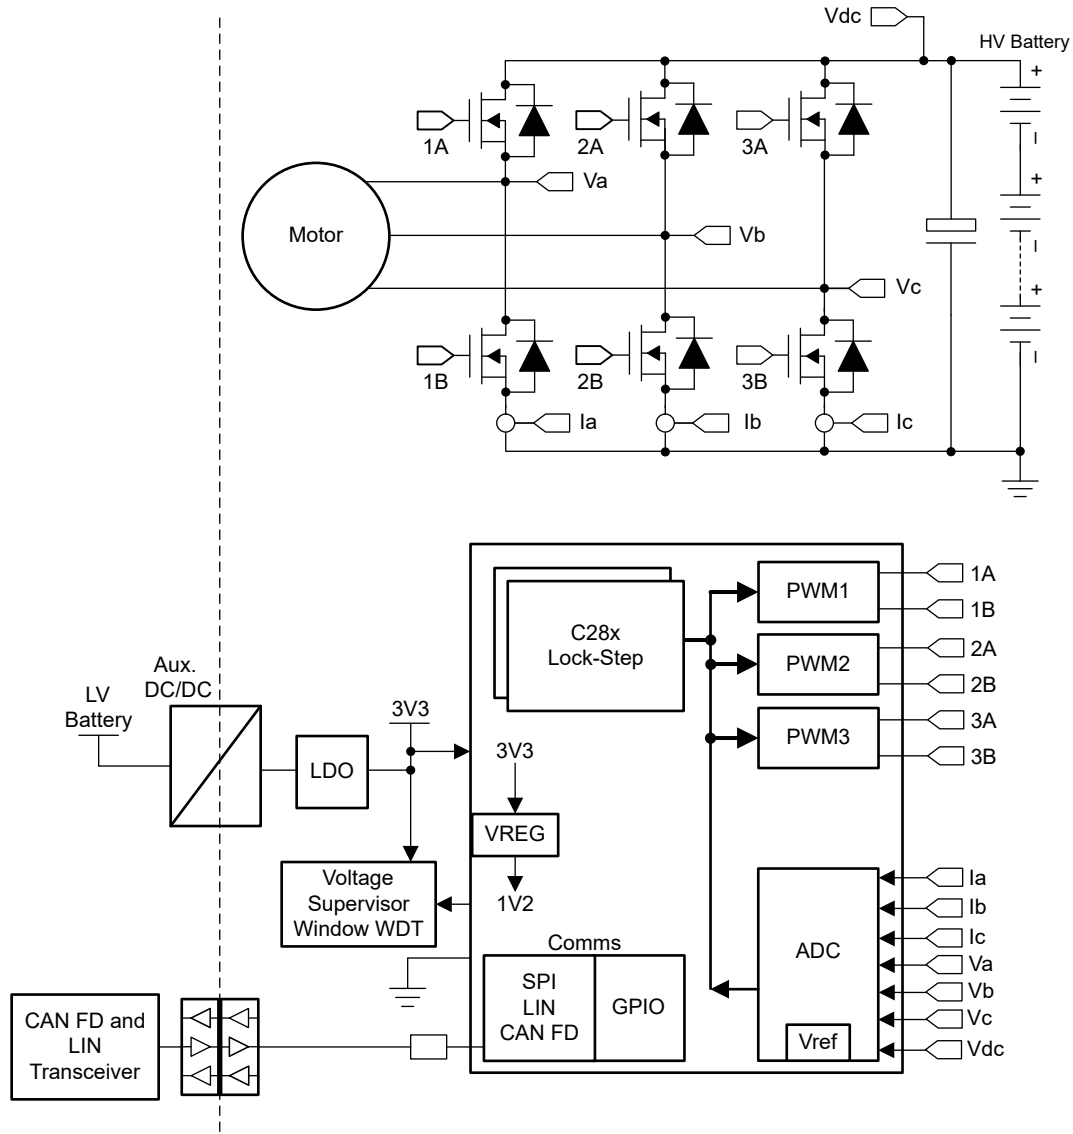 Vdc
HV Battery
+
1A
2A
3A
–
+
Va
Motor
Vb
–
Vc
+
1B
2B
3B
–
Ia
Ib
Ic
C28x
Lock-Step
PWM1
1A
1B
PWM2
2A
2B
PWM3
3A
3B
Aux.
DC/DC
LV
Battery
3V3
LDO
3V3
VREG
1V2
Voltage
Supervisor
Window WDT
Comms
SPI
LIN
CAN FD
GPIO
ADC
Vref
Ia
Ib
Ic
Va
Vb
Vc
Vdc
CAN FD and
LIN
Transceiver